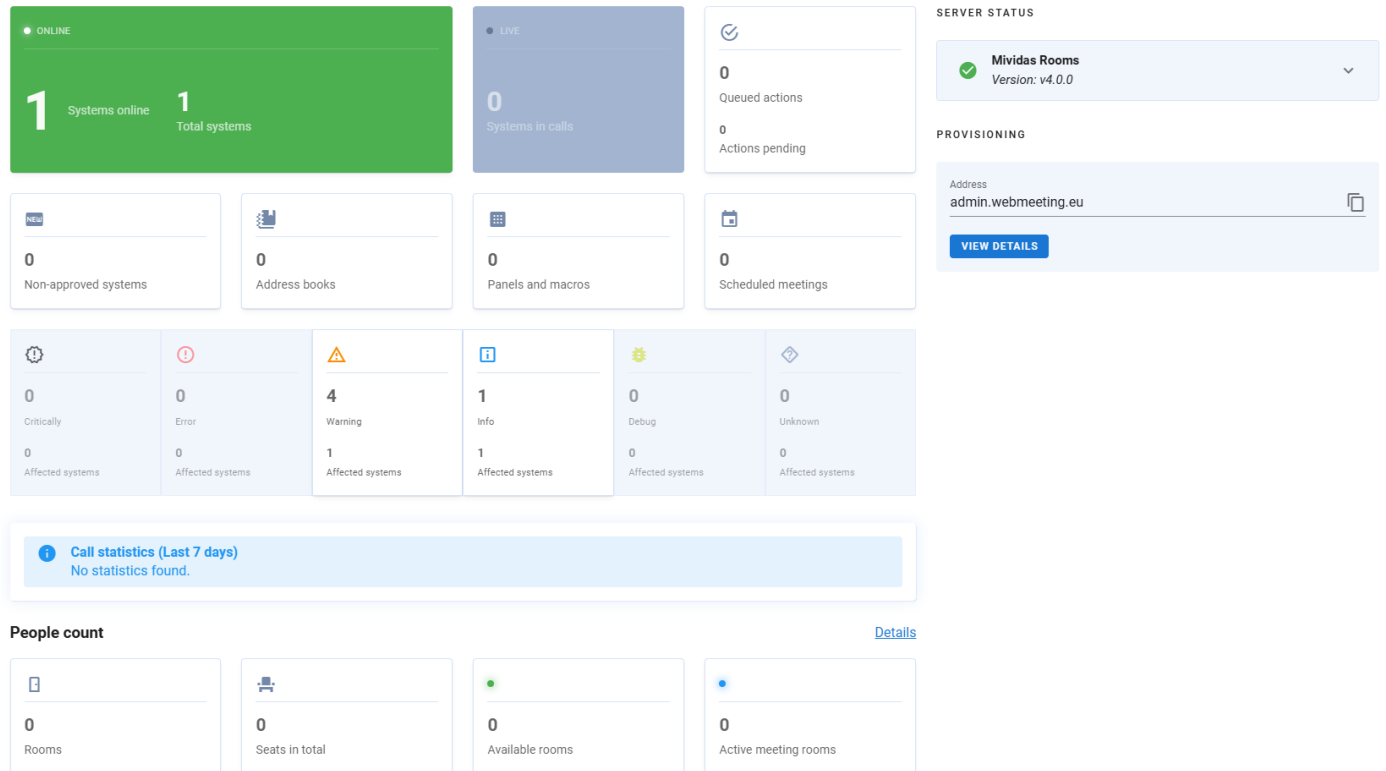 ONLINE
1 Systems online
1
Total systems
LIVE
0
Systems in calls
0
Queued actions
0
Actions pending
NEW
0
Non-approved systems
0
Address books
0
Panels and macros
0
Scheduled meetings
0
Critically
0
Affected systems
0
Error
0
Affected systems
4
Warning
1
Affected systems
1
Info
1
Affected systems
0
Debug
0
Affected systems
0
Unknown
0
Affected systems
Call statistics (Last 7 days)
No statistics found.
People count
Details
0
Rooms
0
Seats in total
0
Available rooms
0
Active meeting rooms
SERVER STATUS
Mividas Rooms
Version: v4.0.0
PROVISIONING
Address
admin.webmeeting.eu
VIEW DETAILS